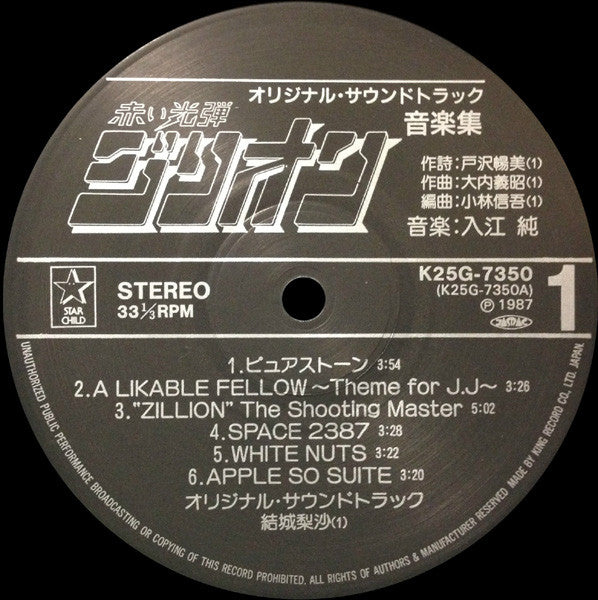 オリジナル・サウンドトラック
音楽集
赤い光弾
ジリオン
作詩:戸沢暢美(1)
作曲:大内義昭(1)
編曲:小林信吾(1)
音楽:入江 純
STAR CHILD
STEREO
33 1/3 RPM
K25G-7350
(K25G-7350A)
Ⓟ 1987
JASRAC
1
1.ピュアストーン 3:54
2.A LIKABLE FELLOW～Theme for J.J～ 3:26
3."ZILLION" The Shooting Master 5:02
4.SPACE 2387 3:28
5.WHITE NUTS 3:22
6.APPLE SO SUITE 3:20
オリジナル・サウンドトラック
結城梨沙(1)
UNAUTHORIZED PUBLIC PERFORMANCE BROADCASTING OR COPYING OF THIS RECORD PROHIBITED. ALL RIGHTS OF AUTHORS & MANUFACTURER RESERVED. MADE BY KING RECORD CO., LTD. JAPAN.